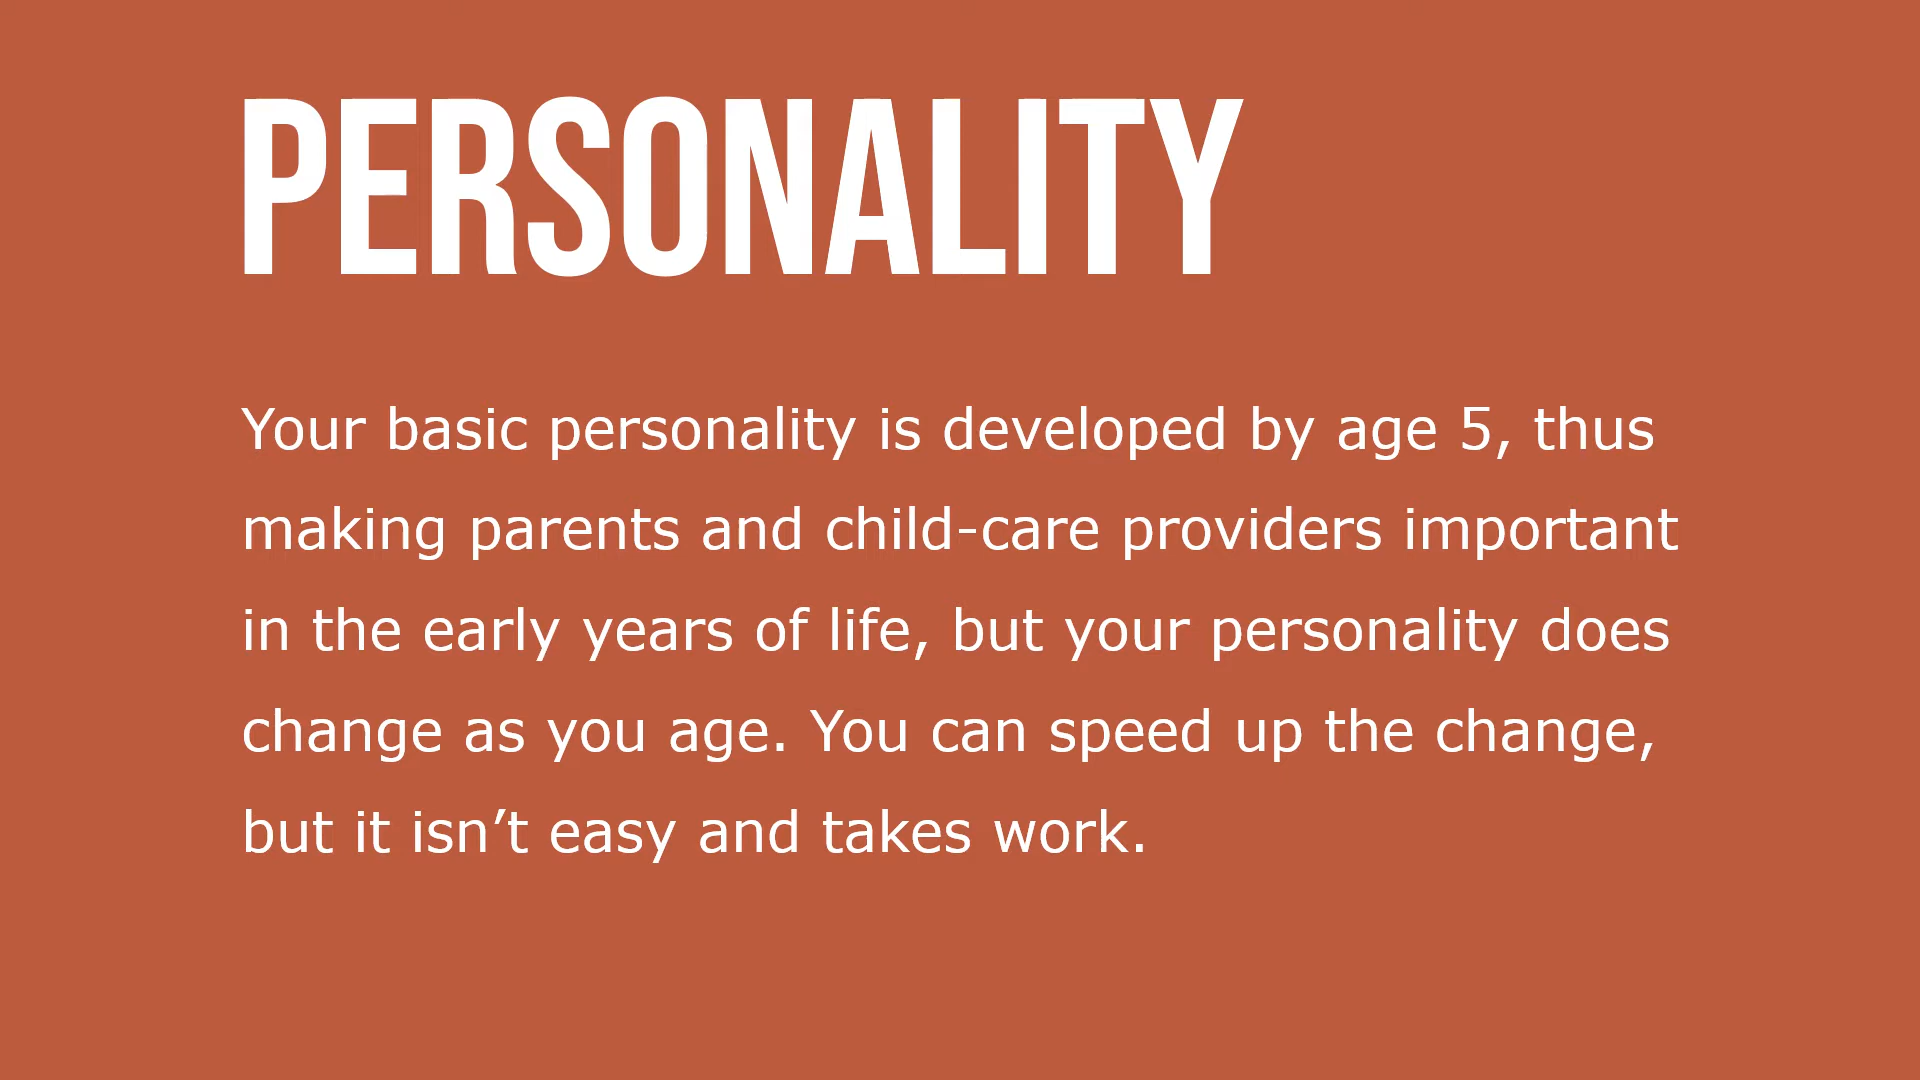 PERSONALITY
Your basic personality is developed by age 5, thus
making parents and child-care providers important
in the early years of life, but your personality does
change as you age. You can speed up the change,
but it isn’t easy and takes work.